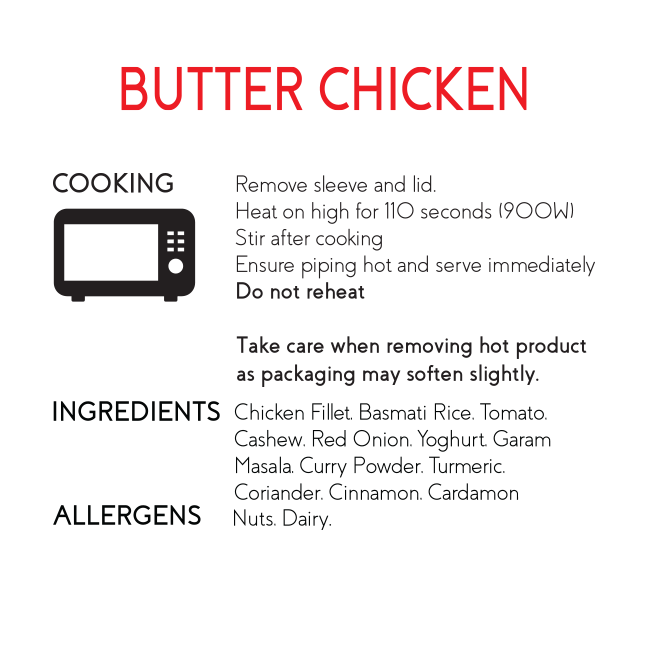 BUTTER CHICKEN
COOKING
Remove sleeve and lid.
Heat on high for 110 seconds (900W)
Stir after cooking
Ensure piping hot and serve immediately
Do not reheat
Take care when removing hot product
as packaging may soften slightly.
INGREDIENTS Chicken Fillet. Basmati Rice. Tomato.
Cashew. Red Onion. Yoghurt. Garam
Masala. Curry Powder. Turmeric.
Coriander. Cinnamon. Cardamon
ALLERGENS Nuts. Dairy.